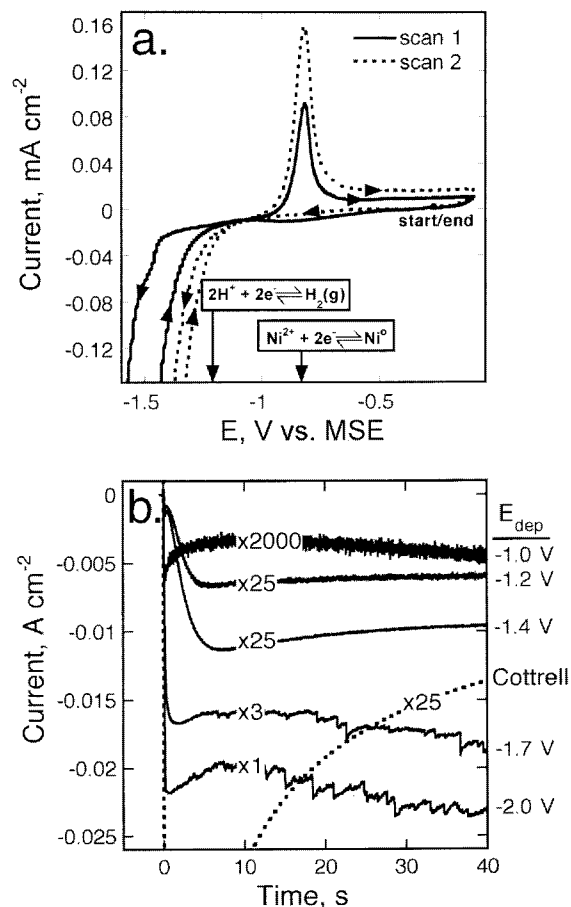 a.
scan 1
scan 2
0.16
0.12
0.08
0.04
0
-0.04
-0.08
-0.12
Current, mA cm⁻²
start/end
2H⁺ + 2e⁻ ⇌ H₂(g)
Ni²⁺ + 2e⁻ ⇌ Ni⁰
-1.5
-1
-0.5
E, V vs. MSE
b.
0
-0.005
-0.01
-0.015
-0.02
-0.025
Current, A cm⁻²
x2000
x25
x25
x25
x3
x1
E_dep
-1.0 V
-1.2 V
-1.4 V
Cottrell
-1.7 V
-2.0 V
0
10
20
30
40
Time, s